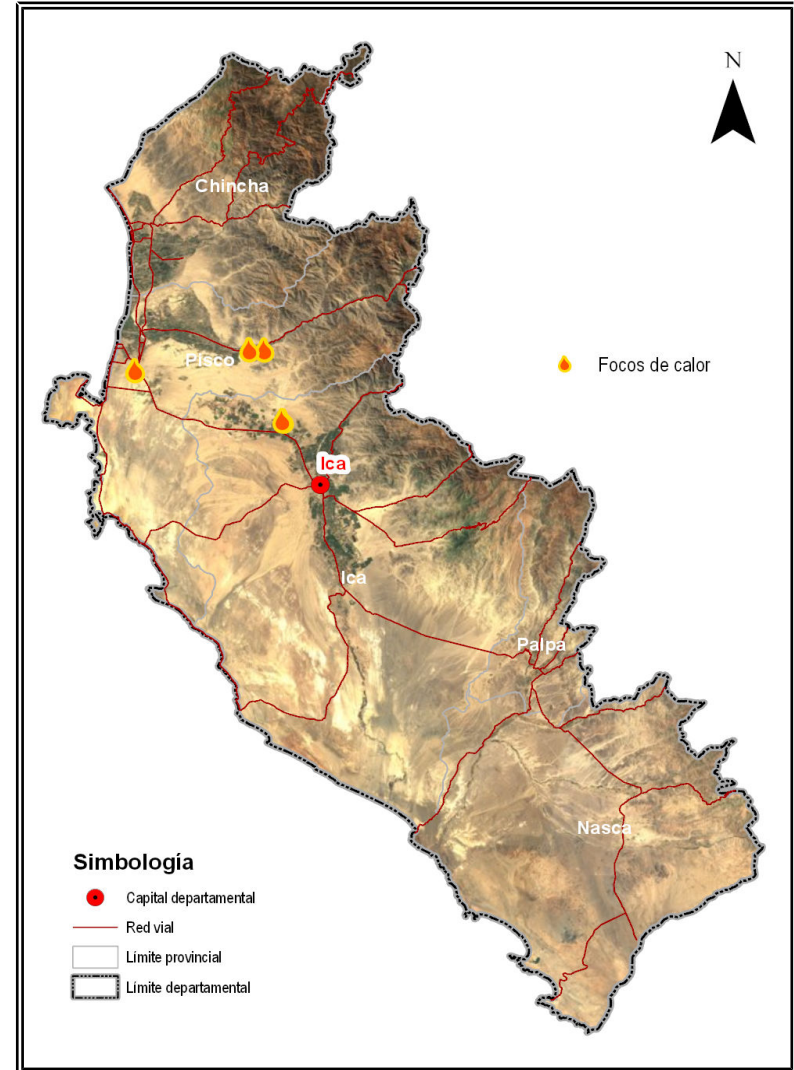 N
Chincha
Pisco
Focos de calor
Ica
Ica
Palpa
Nasca
Simbología
Capital departamental
Red vial
Límite provincial
Límite departamental